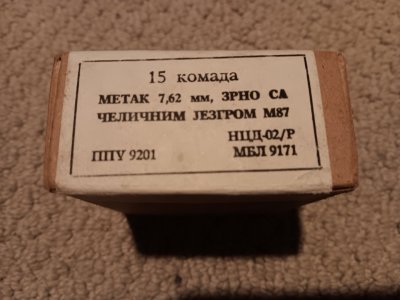 15 комада
МЕТАК 7,62 мм, ЗРНО СА
ЧЕЛИЧНИМ ЈЕЗГРОМ М87
НЦД-02/Р
ППУ 9201 МБЛ 9171